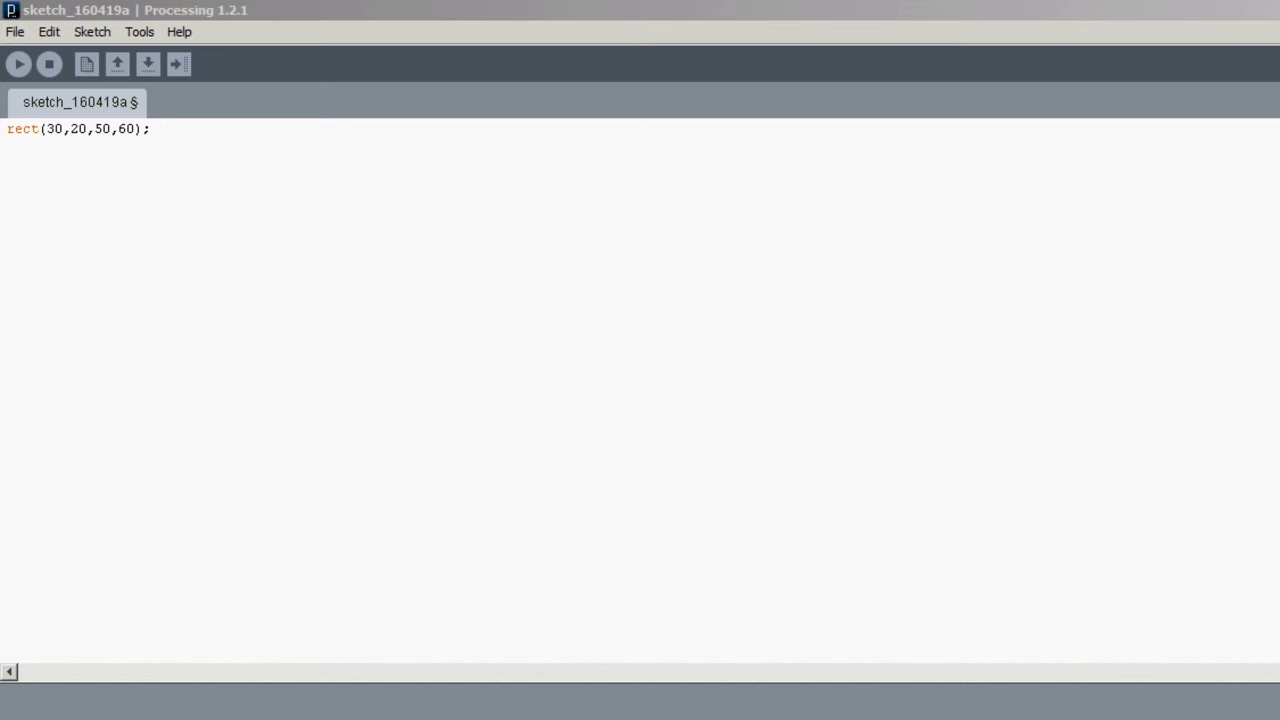 sketch_160419a | Processing 1.2.1
File Edit Sketch Tools Help
sketch_160419a §
rect(30,20,50,60);